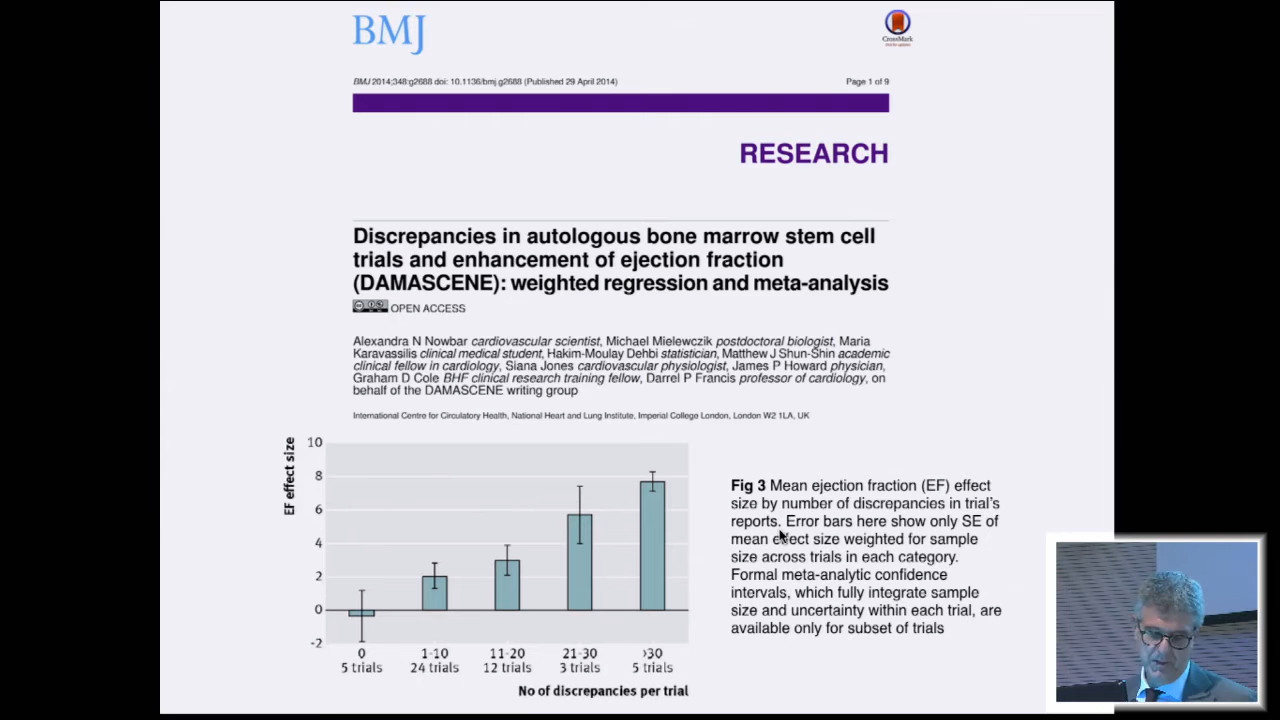 BMJ
CrossMark
BMJ 2014;348:g2688 doi: 10.1136/bmj.g2688 (Published 29 April 2014)
Page 1 of 9
RESEARCH
Discrepancies in autologous bone marrow stem cell
trials and enhancement of ejection fraction
(DAMASCENE): weighted regression and meta-analysis
OPEN ACCESS
Alexandra N Nowbar cardiovascular scientist, Michael Mielewczik postdoctoral biologist, Maria
Karavassilis clinical medical student, Hakim-Moulay Dehbi statistician, Matthew J Shun-Shin academic
clinical fellow in cardiology, Siana Jones cardiovascular physiologist, James P Howard physician,
Graham D Cole BHF clinical research training fellow, Darrel P Francis professor of cardiology, on
behalf of the DAMASCENE writing group
International Centre for Circulatory Health, National Heart and Lung Institute, Imperial College London, London W2 1LA, UK
EF effect size
10
8
6
4
2
0
-2
0 1-10 11-20 21-30 >30
5 trials 24 trials 12 trials 3 trials 5 trials
No of discrepancies per trial
Fig 3 Mean ejection fraction (EF) effect
size by number of discrepancies in trial's
reports. Error bars here show only SE of
mean effect size weighted for sample
size across trials in each category.
Formal meta-analytic confidence
intervals, which fully integrate sample
size and uncertainty within each trial, are
available only for subset of trials